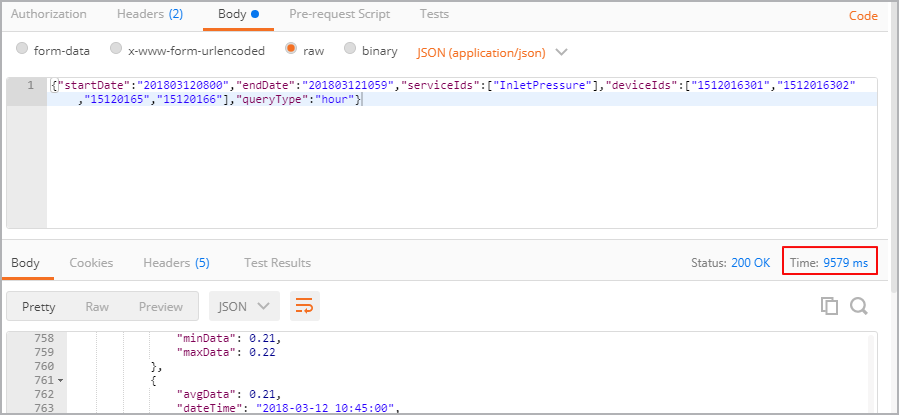 Authorization Headers (2) Body Pre-request Script Tests Code
form-data x-www-form-urlencoded raw binary JSON (application/json)
1 {"startDate":"201803120800","endDate":"201803121059","serviceIds":["InletPressure"],"deviceIds":["1512016301","1512016302"
,"15120165","15120166"],"queryType":"hour"}
Body Cookies Headers (5) Test Results Status: 200 OK Time: 9579 ms
Pretty Raw Preview JSON
758 "minData": 0.21,
759 "maxData": 0.22
760 },
761 {
762 "avgData": 0.21,
763 "dateTime": "2018-03-12 10:45:00",